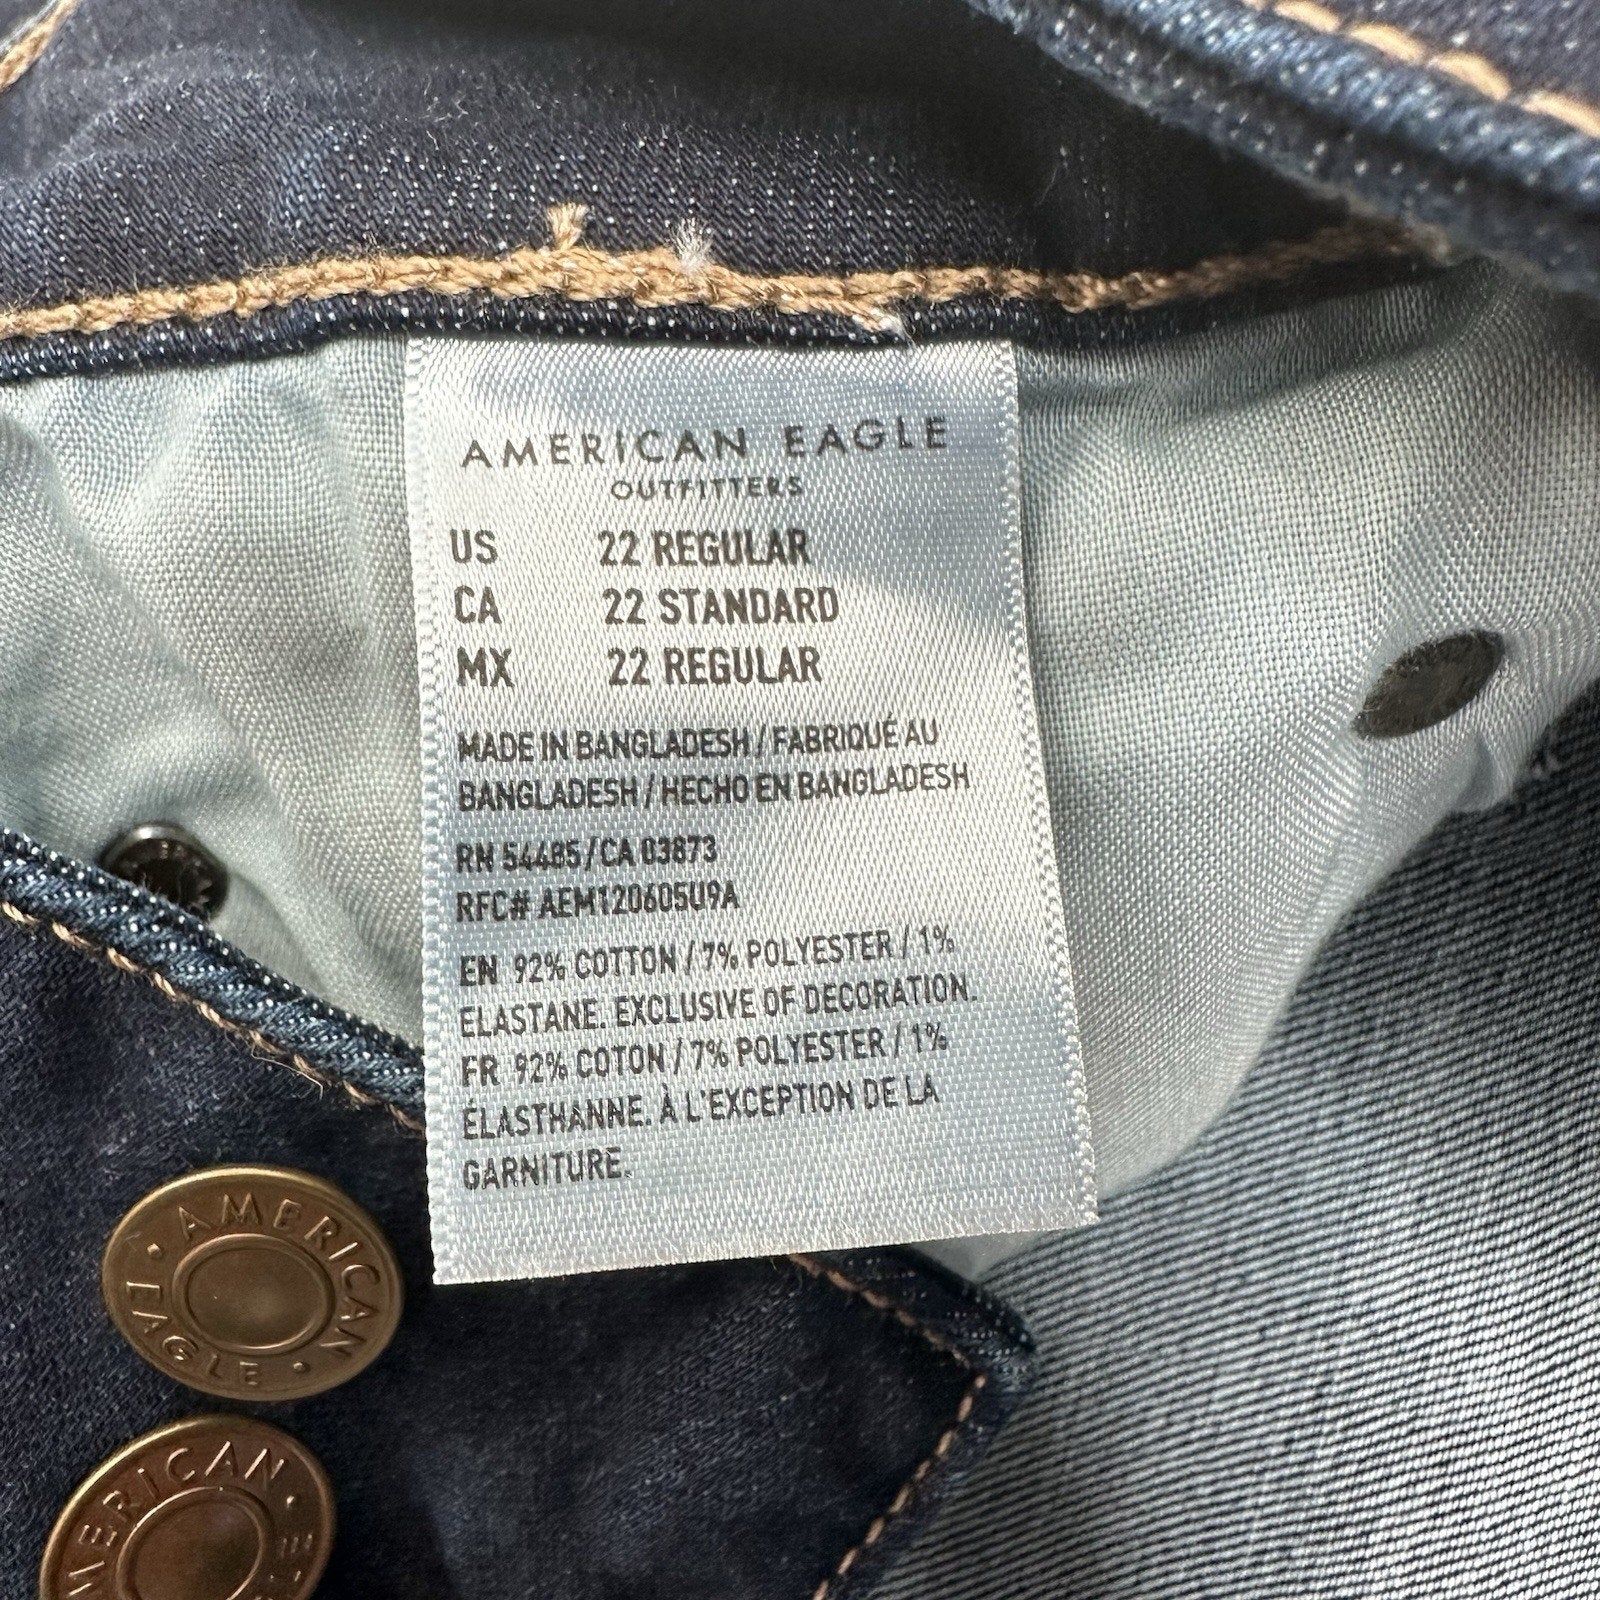 AMERICAN EAGLE
OUTFITTERS
US 22 REGULAR
CA 22 STANDARD
MX 22 REGULAR
MADE IN BANGLADESH / FABRIQUÉ AU
BANGLADESH / HECHO EN BANGLADESH
RN 54485/CA 03873
RFC# AEM120605U9A
EN 92% COTTON / 7% POLYESTER / 1%
ELASTANE. EXCLUSIVE OF DECORATION.
FR 92% COTON / 7% POLYESTER / 1%
ÉLASTHANNE. À L'EXCEPTION DE LA
GARNITURE.
AMERICAN • EAGLE •
AMERICAN •